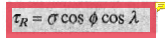 τ_R = σ cos ϕ cos λ